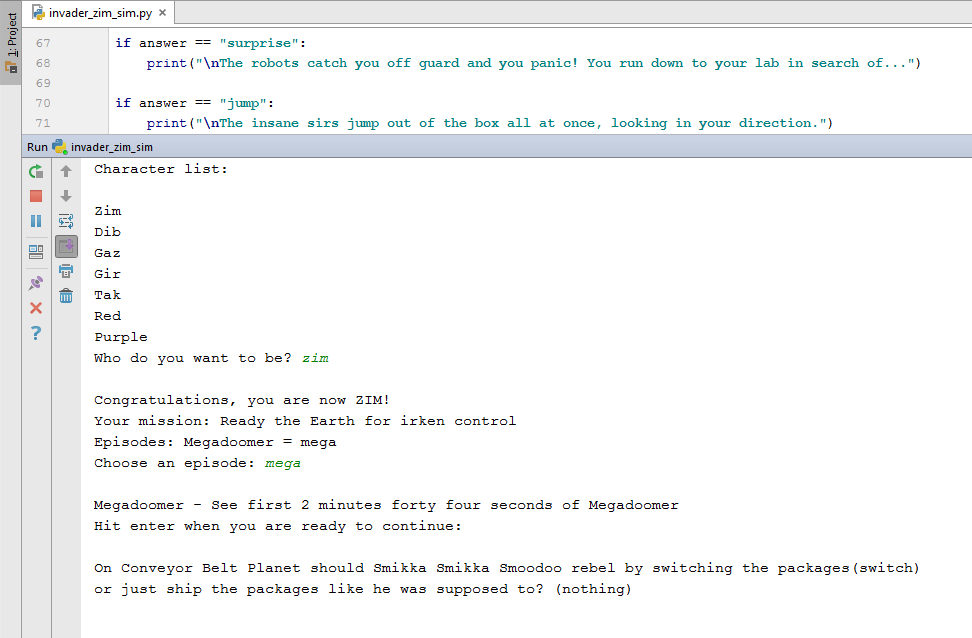 invader_zim_sim.py
1: Project
67 if answer == "surprise":
68 print("\nThe robots catch you off guard and you panic! You run down to your lab in search of...")
69
70 if answer == "jump":
71 print("\nThe insane sirs jump out of the box all at once, looking in your direction.")
Run invader_zim_sim
Character list:
Zim
Dib
Gaz
Gir
Tak
Red
Purple
Who do you want to be? zim
Congratulations, you are now ZIM!
Your mission: Ready the Earth for irken control
Episodes: Megadoomer = mega
Choose an episode: mega
Megadoomer - See first 2 minutes forty four seconds of Megadoomer
Hit enter when you are ready to continue:
On Conveyor Belt Planet should Smikka Smikka Smoodoo rebel by switching the packages(switch)
or just ship the packages like he was supposed to? (nothing)